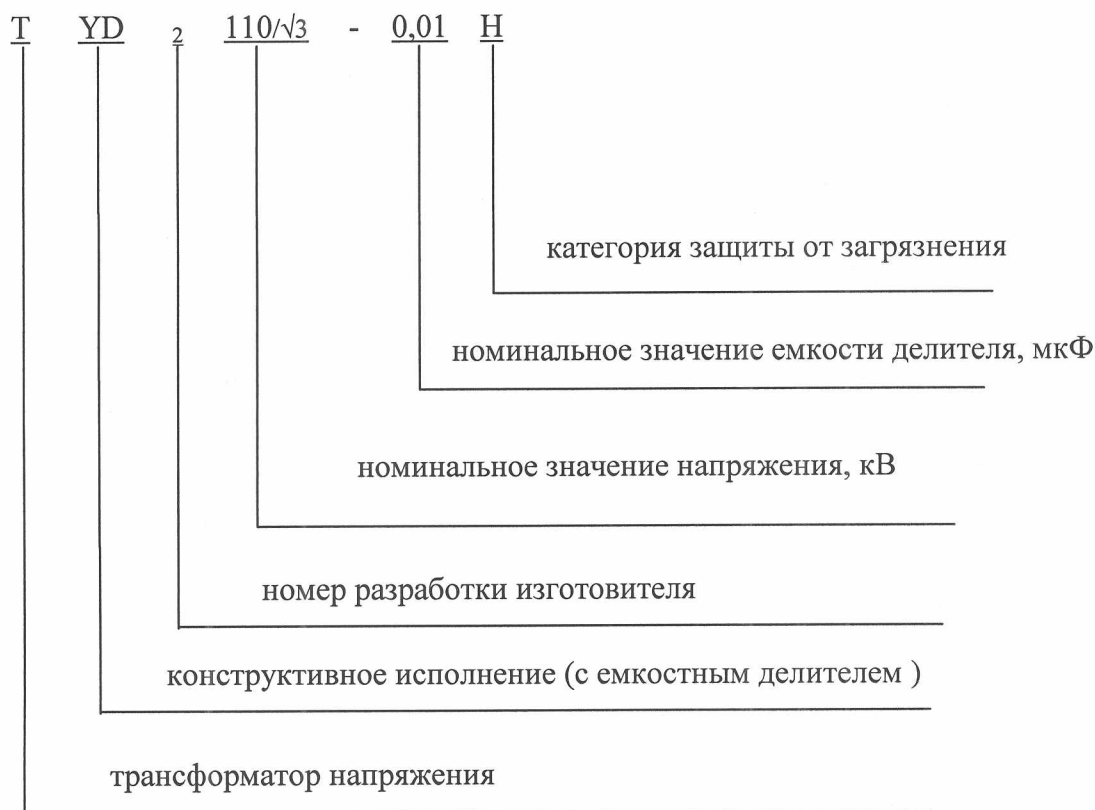 T YD 2 110/√3 - 0,01 H
категория защиты от загрязнения
номинальное значение емкости делителя, мкФ
номинальное значение напряжения, кВ
номер разработки изготовителя
конструктивное исполнение (с емкостным делителем )
трансформатор напряжения